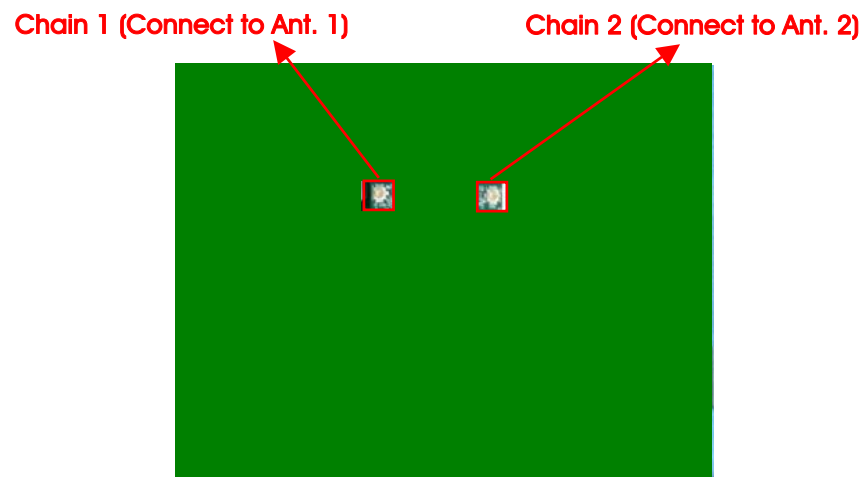 Chain 1 (Connect to Ant. 1)
Chain 2 (Connect to Ant. 2)